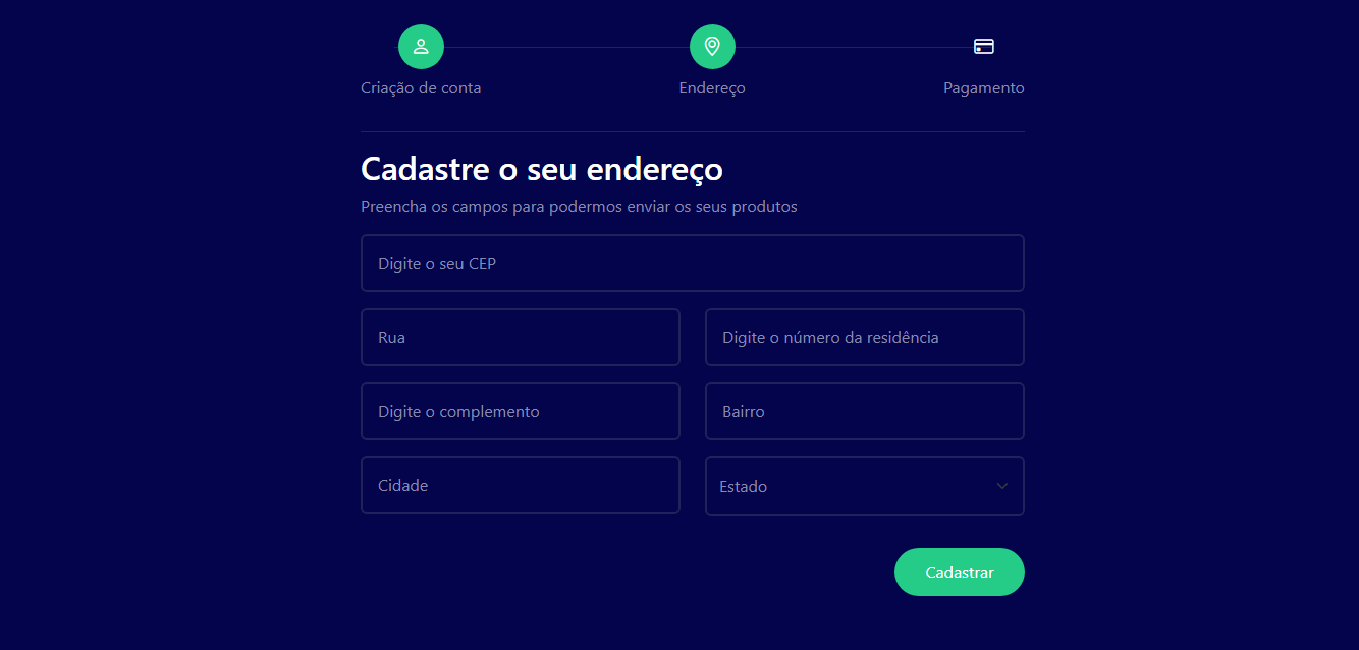 Criação de conta
Endereço
Pagamento
Cadastre o seu endereço
Preencha os campos para podermos enviar os seus produtos
Digite o seu CEP
Rua
Digite o número da residência
Digite o complemento
Bairro
Cidade
Estado
Cadastrar